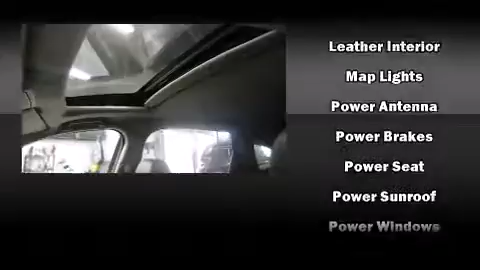 Leather Interior
Map Lights
Power Antenna
Power Brakes
Power Seat
Power Sunroof
Power Windows